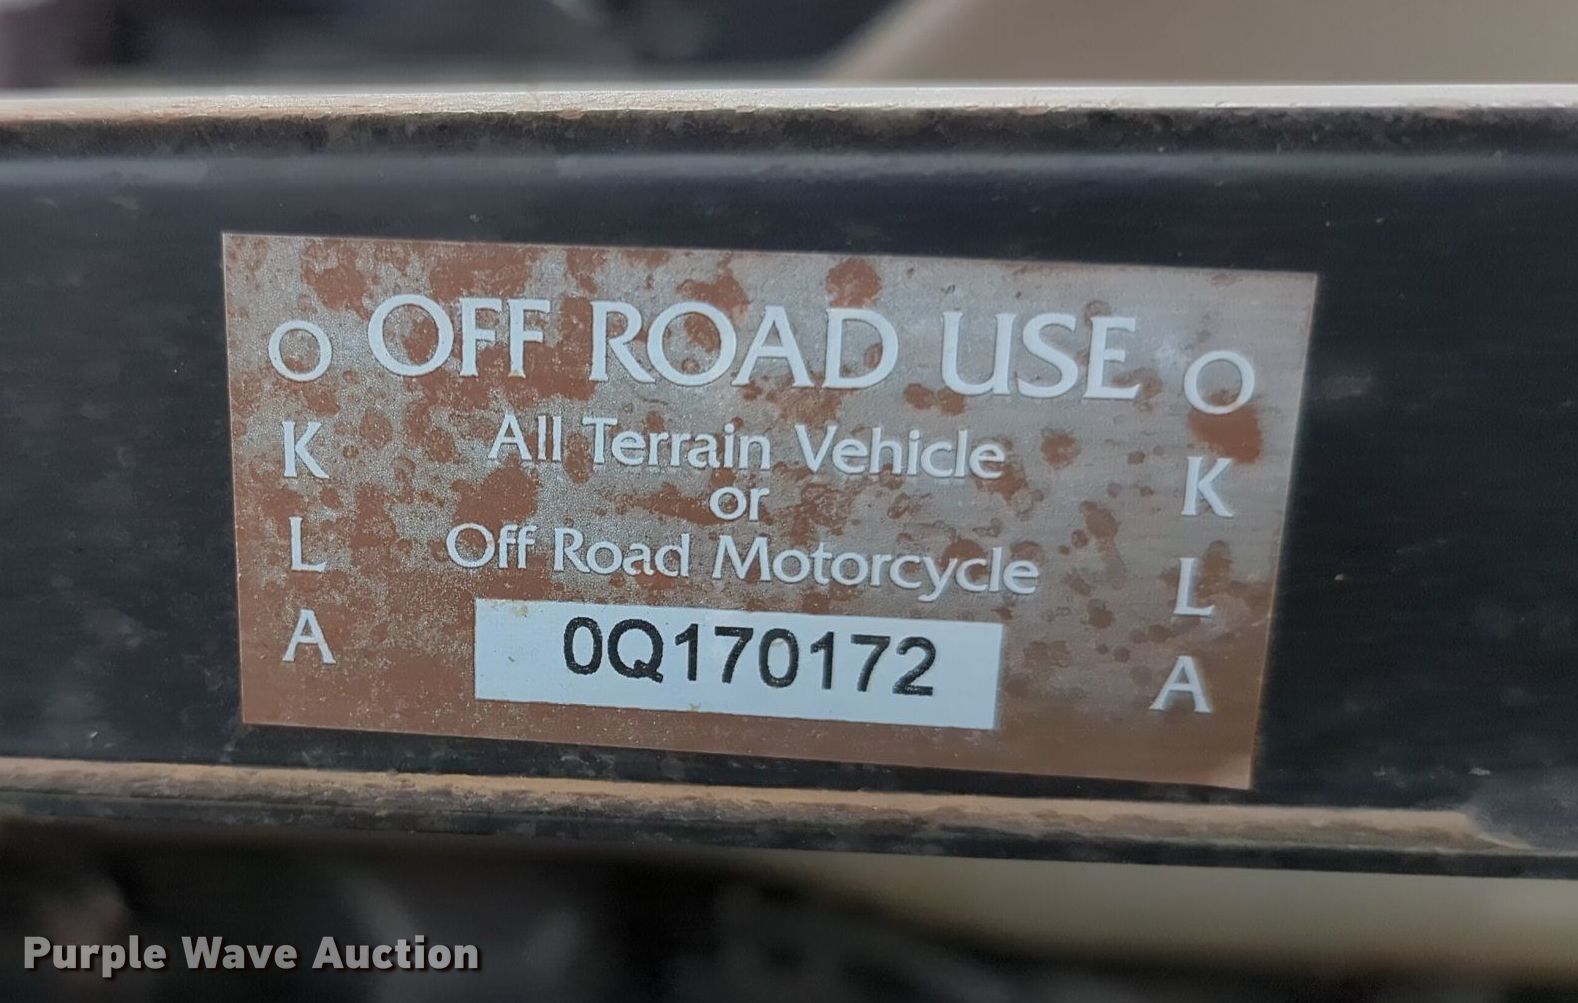 OFF ROAD USE
All Terrain Vehicle
or
Off Road Motorcycle
0Q170172
O
K
L
A
O
K
L
A
Purple Wave Auction